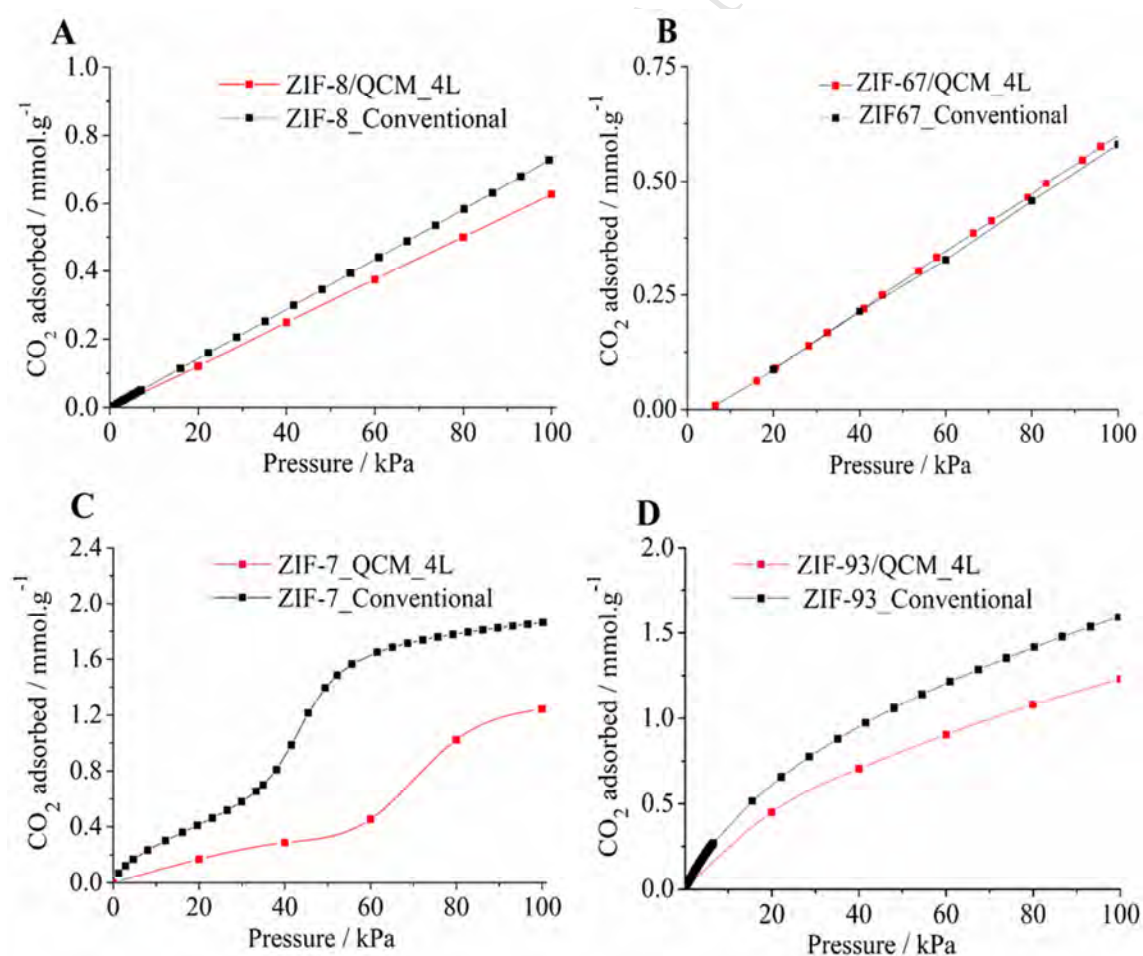 A
ZIF-8/QCM_4L
ZIF-8_Conventional
CO2 adsorbed / mmol.g-1
1.0
0.8
0.6
0.4
0.2
0.0
0 20 40 60 80 100
Pressure / kPa
B
ZIF-67/QCM_4L
ZIF67_Conventional
CO2 adsorbed / mmol.g-1
0.75
0.50
0.25
0.00
0 20 40 60 80 100
Pressure / kPa
C
ZIF-7_QCM_4L
ZIF-7_Conventional
CO2 adsorbed / mmol.g-1
2.4
2.0
1.6
1.2
0.8
0.4
0.0
0 20 40 60 80 100
Pressure / kPa
D
ZIF-93/QCM_4L
ZIF-93_Conventional
CO2 adsorbed / mmol.g-1
2.0
1.5
1.0
0.5
0.0
20 40 60 80 100
Pressure / kPa